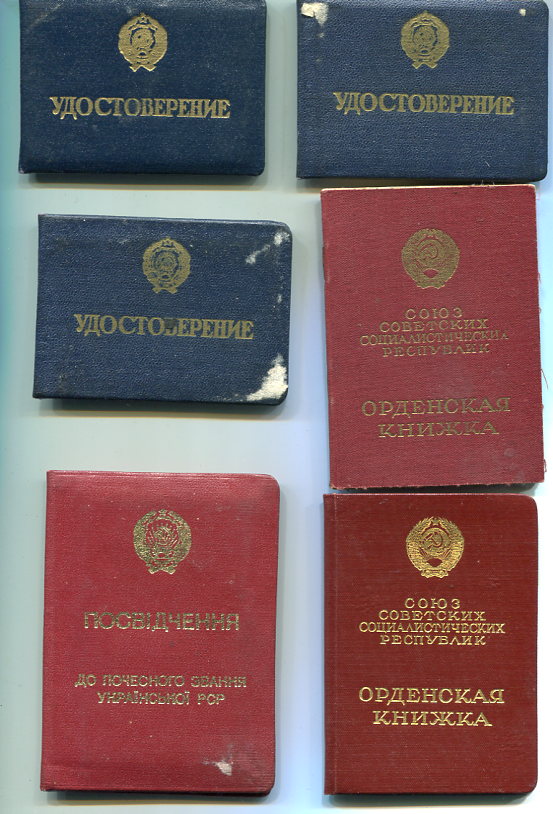 УДОСТОВЕРЕНИЕ
УДОСТОВЕРЕНИЕ
УДОСТОВЕРЕНИЕ
СОЮЗ
СОВЕТСКИХ
СОЦИАЛИСТИЧЕСКИХ
РЕСПУБЛИК
ОРДЕНСКАЯ
КНИЖКА
ПОСВІДЧЕННЯ
ДО ПОЧЕСНОГО ЗВАННЯ
УКРАЇНСЬКОЇ РСР
СОЮЗ
СОВЕТСКИХ
СОЦИАЛИСТИЧЕСКИХ
РЕСПУБЛИК
ОРДЕНСКАЯ
КНИЖКА